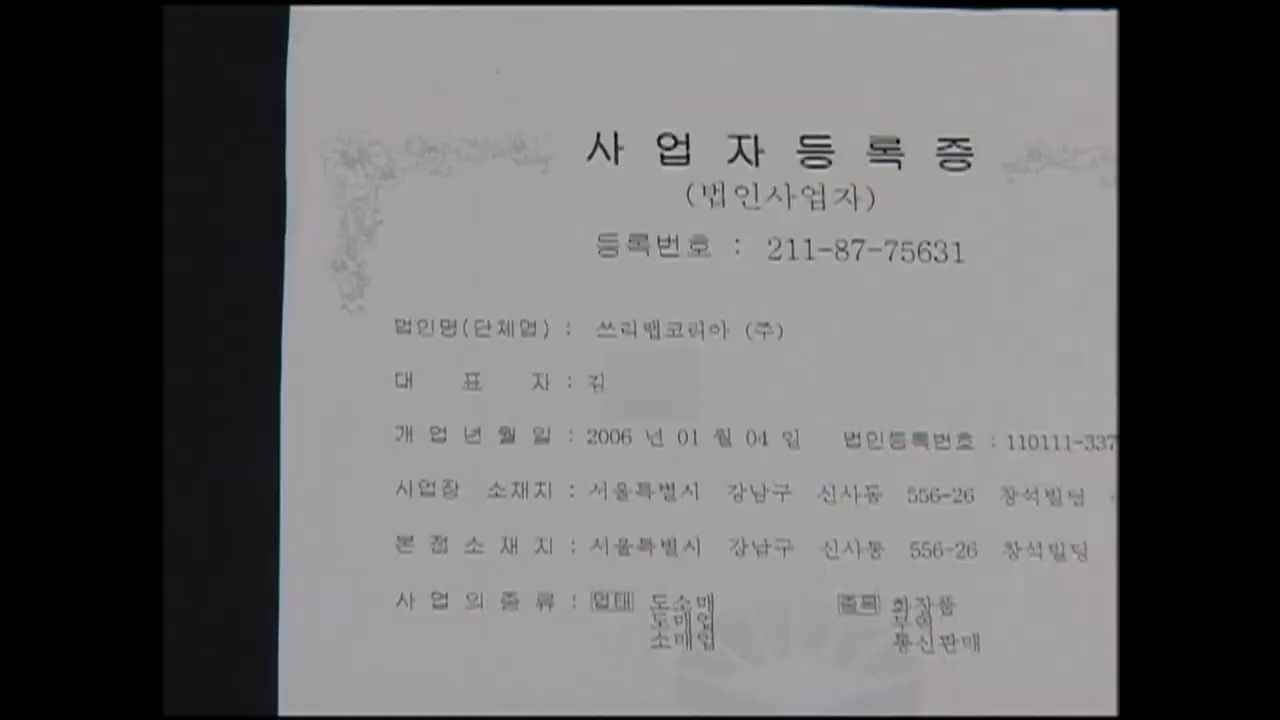 사업자등록증
(법인사업자)
등록번호 : 211-87-75631
법인명(단체명) : 쓰리랩코리아 (주)
대 표 자 : 김
개 업 년 월 일 : 2006 년 01 월 04 일 법인등록번호 : 110111-337
사업장 소재지 : 서울특별시 강남구 신사동 556-26 창석빌딩
본 점 소 재 지 : 서울특별시 강남구 신사동 556-26 창석빌딩
사 업 의 종 류 : 업태 도소매 종목 화장품
도매업 무역
소매업 통신판매